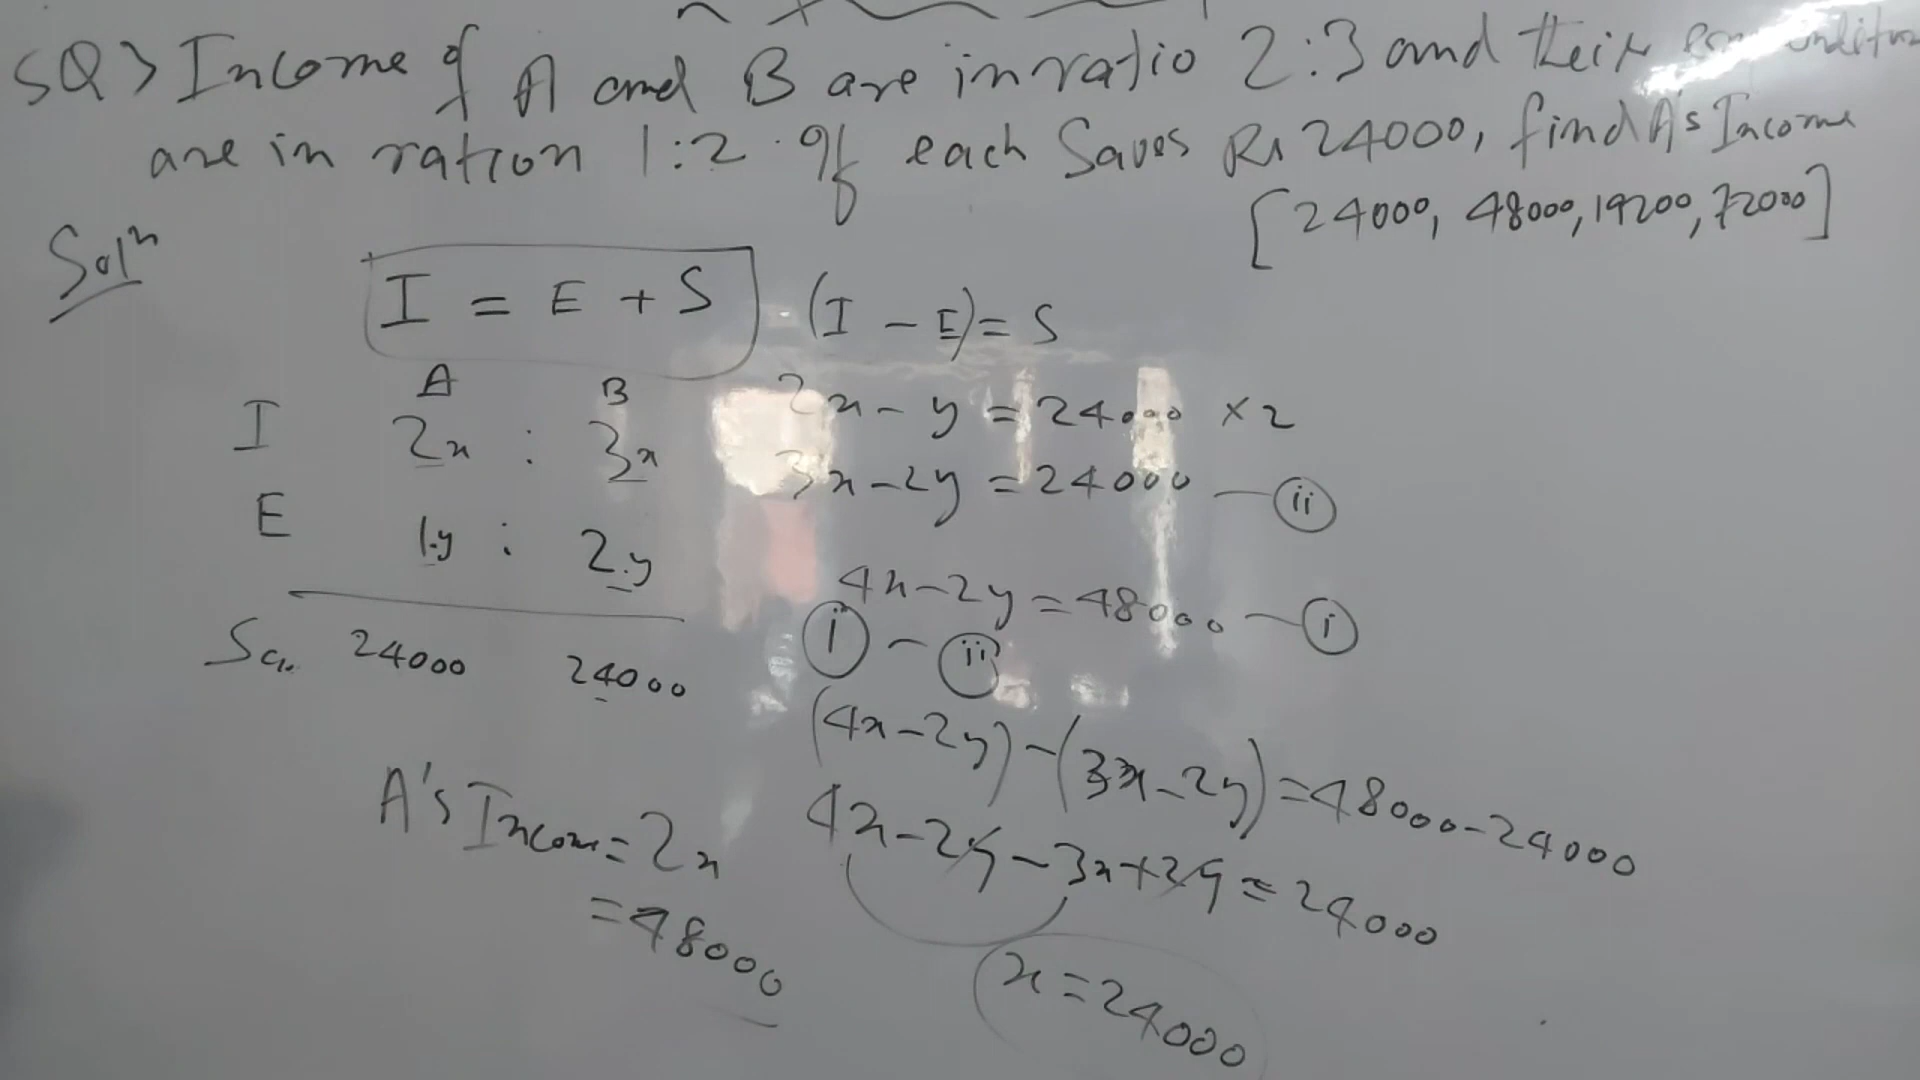 SQ> Income of A and B are in ratio 2:3 and their
are in ration 1:2. If each Saves Rs 24000, find A's Income
[24000, 48000, 19200, 72000]
Solⁿ
I = E + S
(I - E) = S
A B
I 2x : 3x
E 1.y : 2.y
Sa.. 24000 24000
2x - y = 24000 × 2
3x - 2y = 24000 — (ii)
4x - 2y = 48000 — (i)
(i) - (ii)
(4x - 2y) - (3x - 2y) = 48000 - 24000
4x - 2y - 3x + 2y = 24000
x = 24000
A's Incom = 2x
= 48000